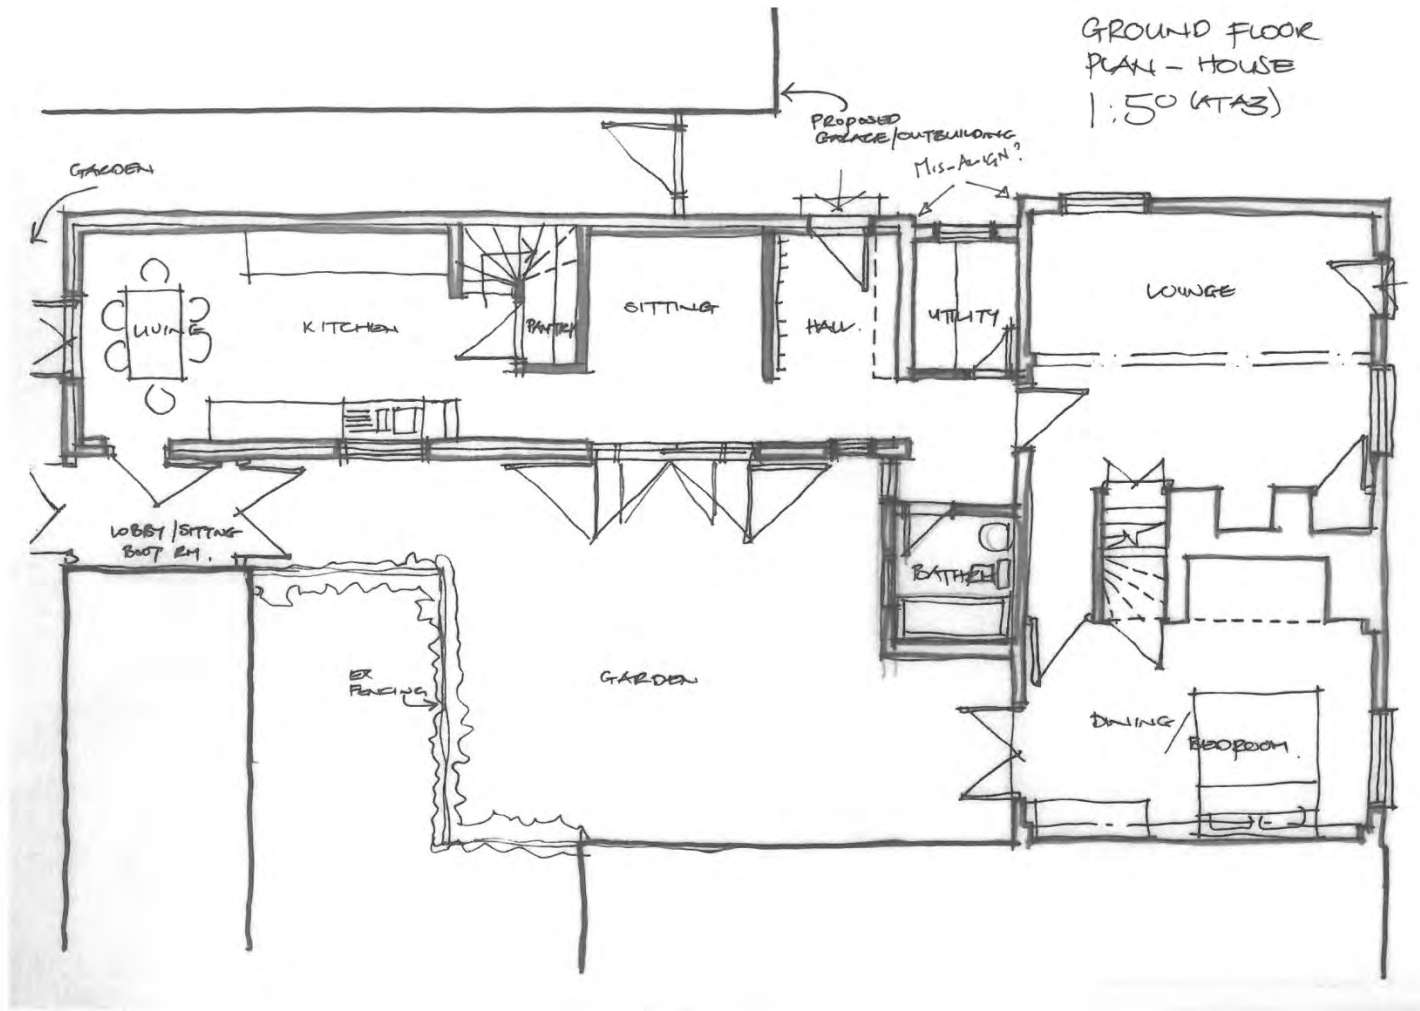 GROUND FLOOR
PLAN - HOUSE
1:50 (AT A3)
PROPOSED
GARAGE/OUTBUILDING
MIS-ALIGN?
GARDEN
LIVING
KITCHEN
PANTRY
SITTING
HALL.
UTILITY
LOUNGE
LOBBY/SITTING
BOOT RM.
BATHRM
EX
FENCING
GARDEN
DINING/
BEDROOM.